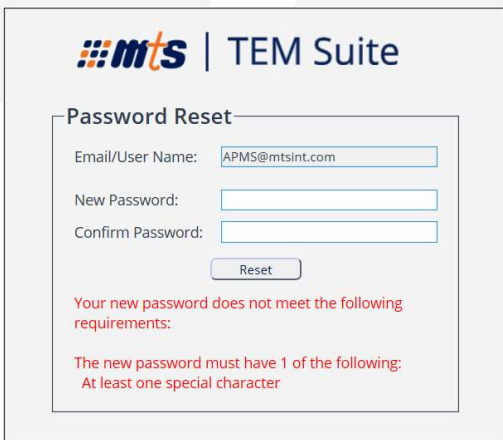 mts | TEM Suite
Password Reset
Email/User Name: APMS@mtsint.com
New Password:
Confirm Password:
Reset
Your new password does not meet the following
requirements:
The new password must have 1 of the following:
At least one special character